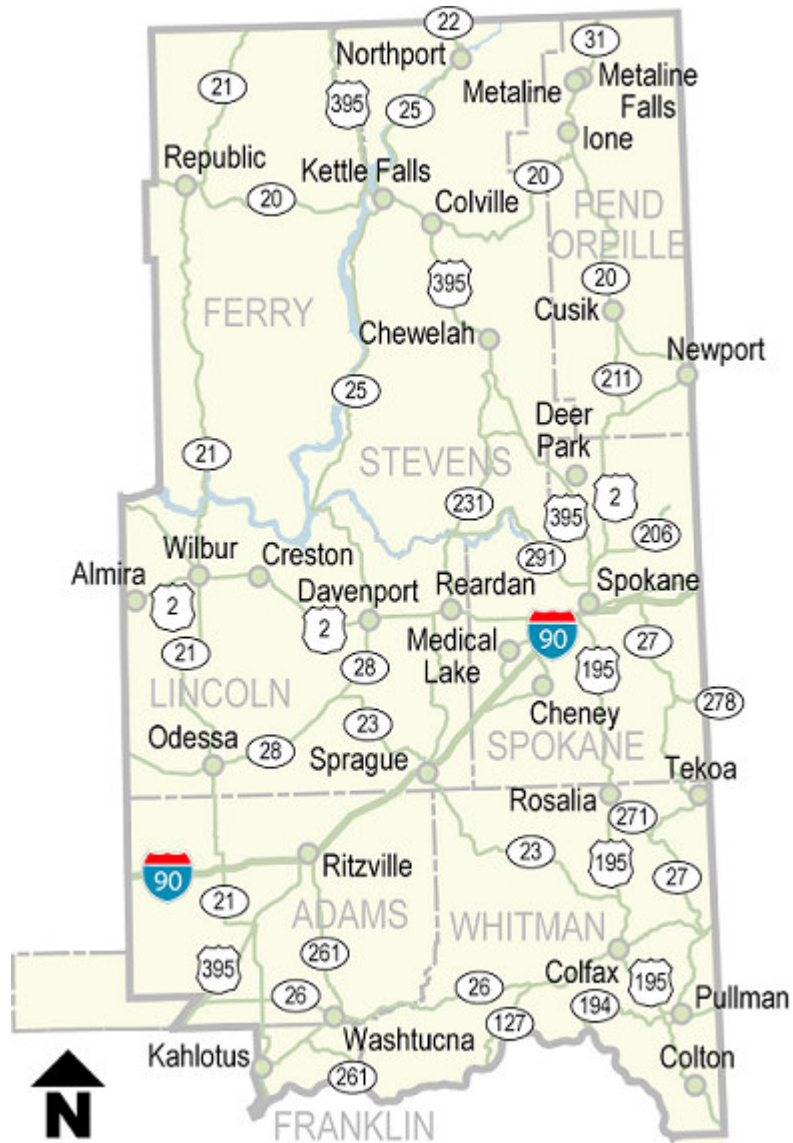 22
Northport
31
Metaline
Metaline
Falls
21
395
25
Ione
Republic
Kettle Falls
20
20
Colville
PEND
OREILLE
395
20
FERRY
Cusik
Chewelah
Newport
211
25
Deer
Park
21
STEVENS
231
395
2
206
291
Wilbur
Creston
Almira
Davenport
Reardan
Spokane
2
2
90
27
Medical
Lake
21
28
195
LINCOLN
278
23
Cheney
Odessa
28
Sprague
SPOKANE
Tekoa
Rosalia
271
23
195
Ritzville
90
27
21
ADAMS
WHITMAN
261
395
Colfax
195
26
26
194
Pullman
127
Washtucna
Kahlotus
261
Colton
N
FRANKLIN